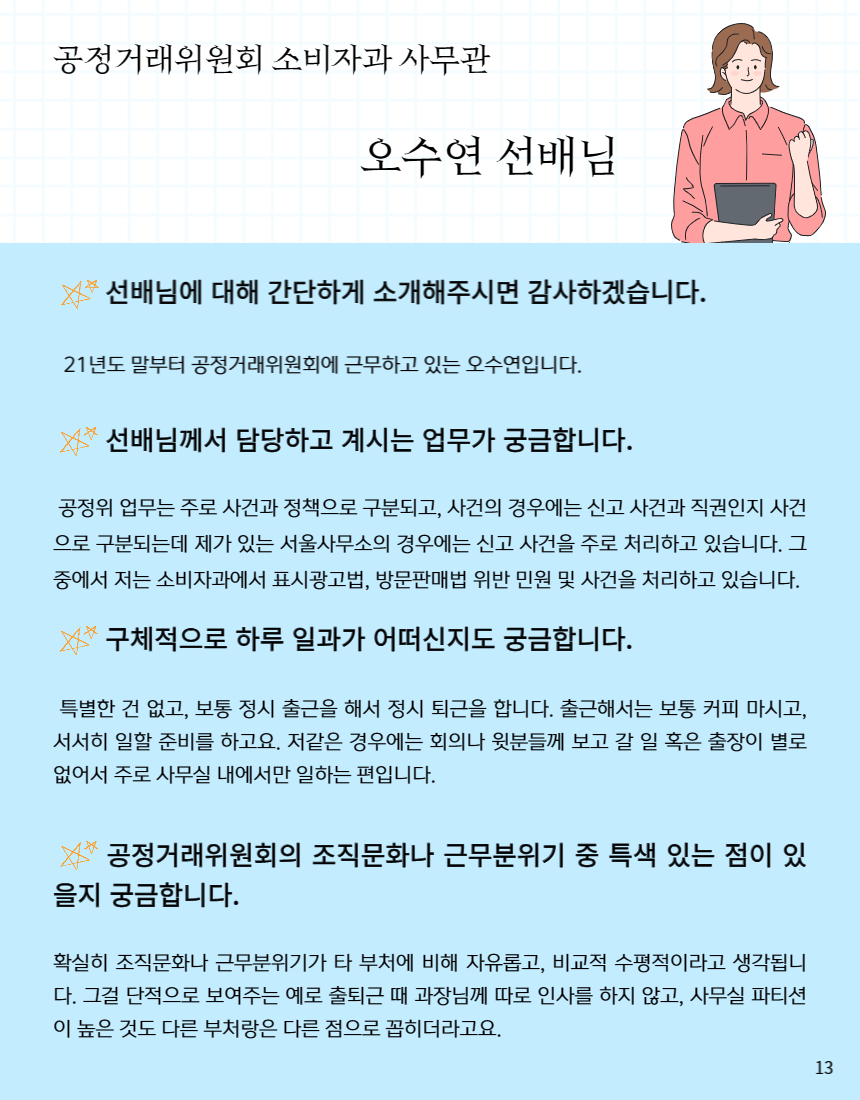 공정거래위원회 소비자과 사무관
오수연 선배님
선배님에 대해 간단하게 소개해주시면 감사하겠습니다.
21년도 말부터 공정거래위원회에 근무하고 있는 오수연입니다.
선배님께서 담당하고 계시는 업무가 궁금합니다.
공정위 업무는 주로 사건과 정책으로 구분되고, 사건의 경우에는 신고 사건과 직권인지 사건
으로 구분되는데 제가 있는 서울사무소의 경우에는 신고 사건을 주로 처리하고 있습니다. 그
중에서 저는 소비자과에서 표시광고법, 방문판매법 위반 민원 및 사건을 처리하고 있습니다.
구체적으로 하루 일과가 어떠신지도 궁금합니다.
특별한 건 없고, 보통 정시 출근을 해서 정시 퇴근을 합니다. 출근해서는 보통 커피 마시고,
서서히 일할 준비를 하고요. 저같은 경우에는 회의나 윗분들께 보고 갈 일 혹은 출장이 별로
없어서 주로 사무실 내에서만 일하는 편입니다.
공정거래위원회의 조직문화나 근무분위기 중 특색 있는 점이 있
을지 궁금합니다.
확실히 조직문화나 근무분위기가 타 부처에 비해 자유롭고, 비교적 수평적이라고 생각됩니
다. 그걸 단적으로 보여주는 예로 출퇴근 때 과장님께 따로 인사를 하지 않고, 사무실 파티션
이 높은 것도 다른 부처랑은 다른 점으로 꼽히더라고요.
13